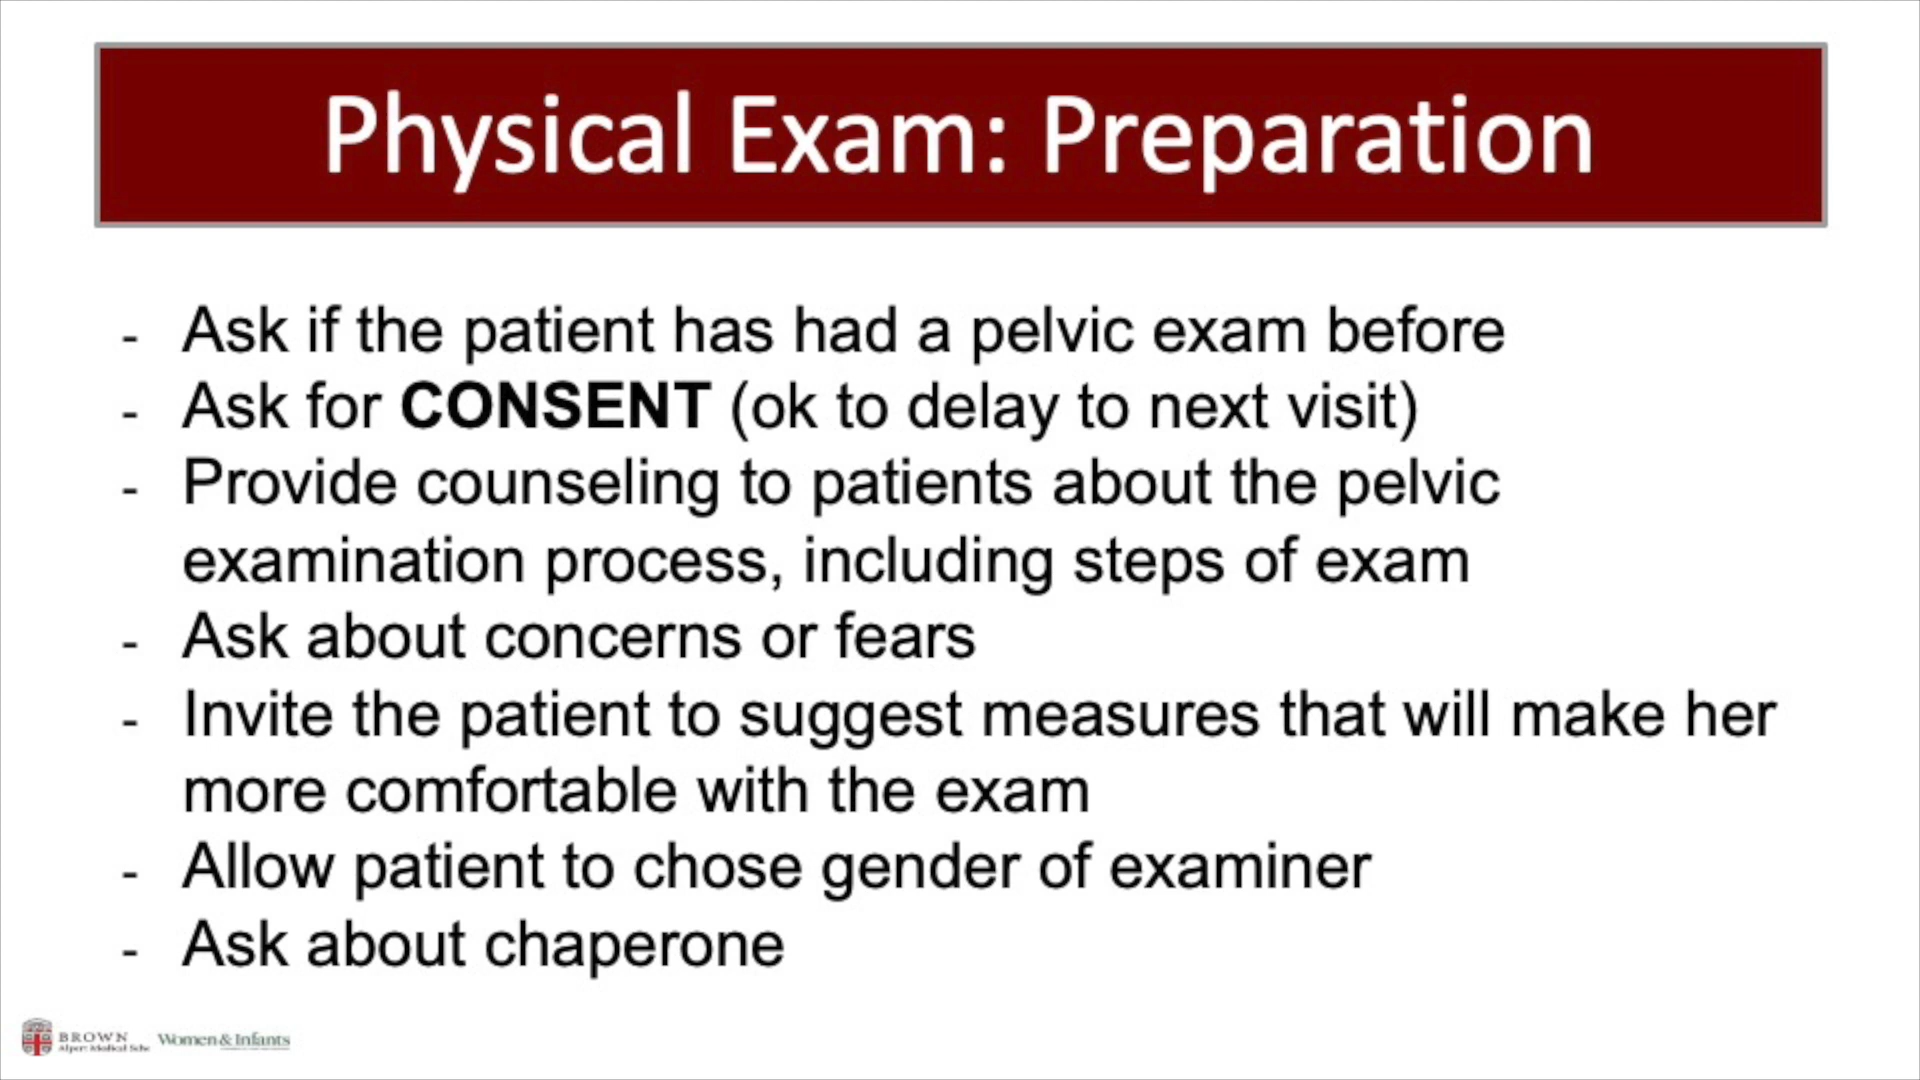 Physical Exam: Preparation
- Ask if the patient has had a pelvic exam before
- Ask for CONSENT (ok to delay to next visit)
- Provide counseling to patients about the pelvic
examination process, including steps of exam
- Ask about concerns or fears
- Invite the patient to suggest measures that will make her
more comfortable with the exam
- Allow patient to chose gender of examiner
- Ask about chaperone
BROWN
Alpert Medical
Women & Infants